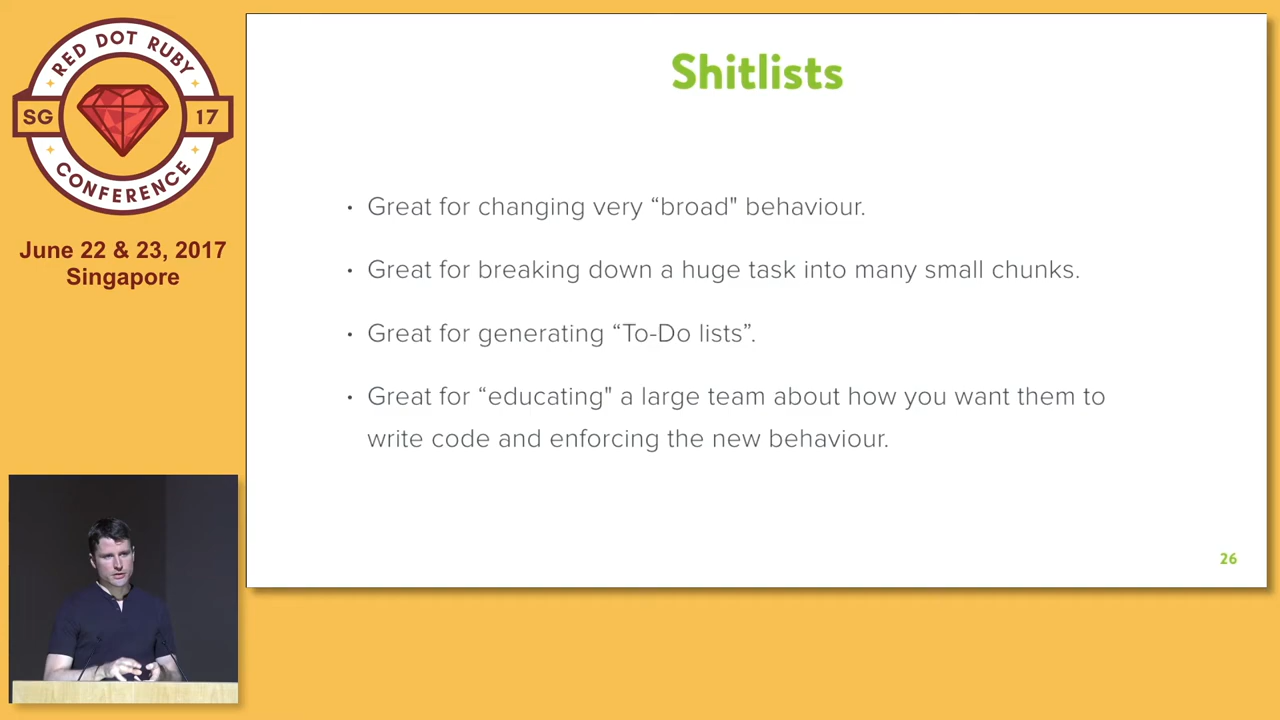 RED DOT RUBY
SG 17
CONFERENCE
June 22 & 23, 2017
Singapore
Shitlists
• Great for changing very “broad" behaviour.
• Great for breaking down a huge task into many small chunks.
• Great for generating “To-Do lists”.
• Great for “educating" a large team about how you want them to
write code and enforcing the new behaviour.
26